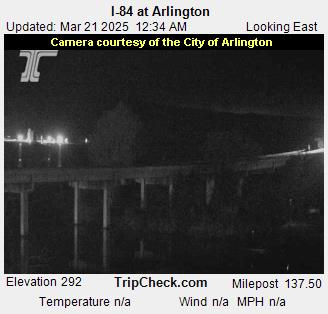 I-84 at Arlington
Updated: Mar 21 2025 12:34 AM Looking East
Camera courtesy of the City of Arlington
Elevation 292 TripCheck.com Milepost 137.50
Temperature n/a Wind n/a MPH n/a